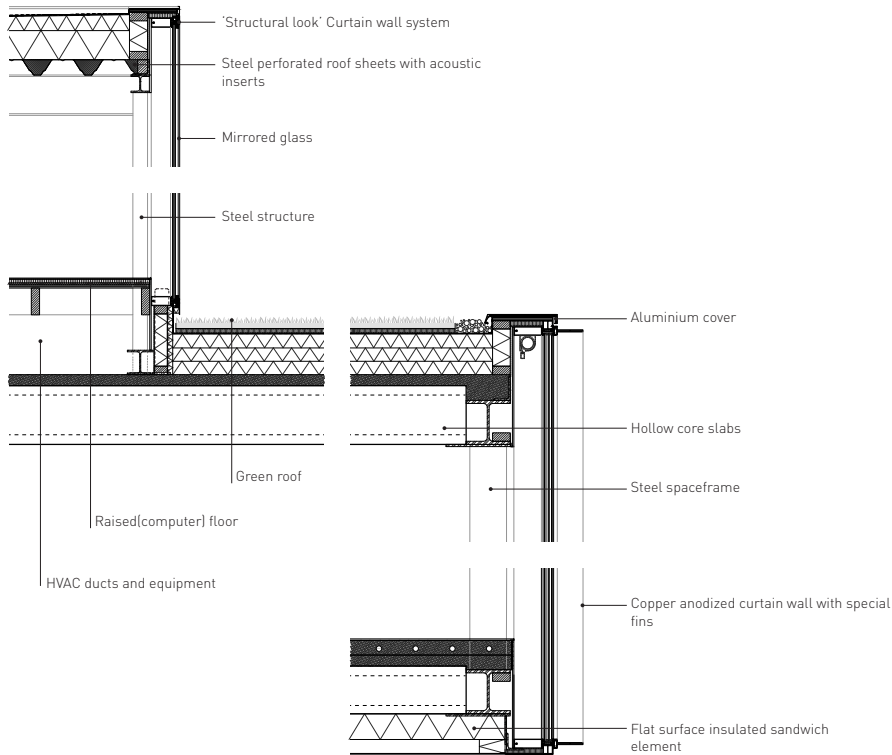 ‘Structural look’ Curtain wall system
Steel perforated roof sheets with acoustic
inserts
Mirrored glass
Steel structure
Aluminium cover
Hollow core slabs
Green roof
Steel spaceframe
Raised(computer) floor
HVAC ducts and equipment
Copper anodized curtain wall with special
fins
Flat surface insulated sandwich
element